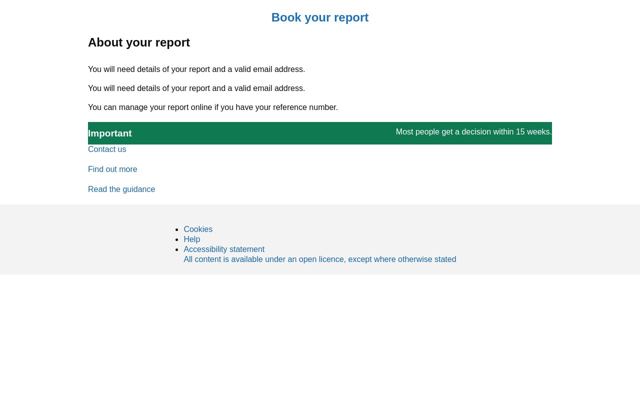 Book your report
About your report
You will need details of your report and a valid email address.
You will need details of your report and a valid email address.
You can manage your report online if you have your reference number.
Important
Most people get a decision within 15 weeks.
Contact us
Find out more
Read the guidance
Cookies
Help
Accessibility statement
All content is available under an open licence, except where otherwise stated